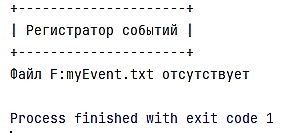 +---------------------+
| Регистратор событий |
+---------------------+
Файл F:myEvent.txt отсутствует
Process finished with exit code 1